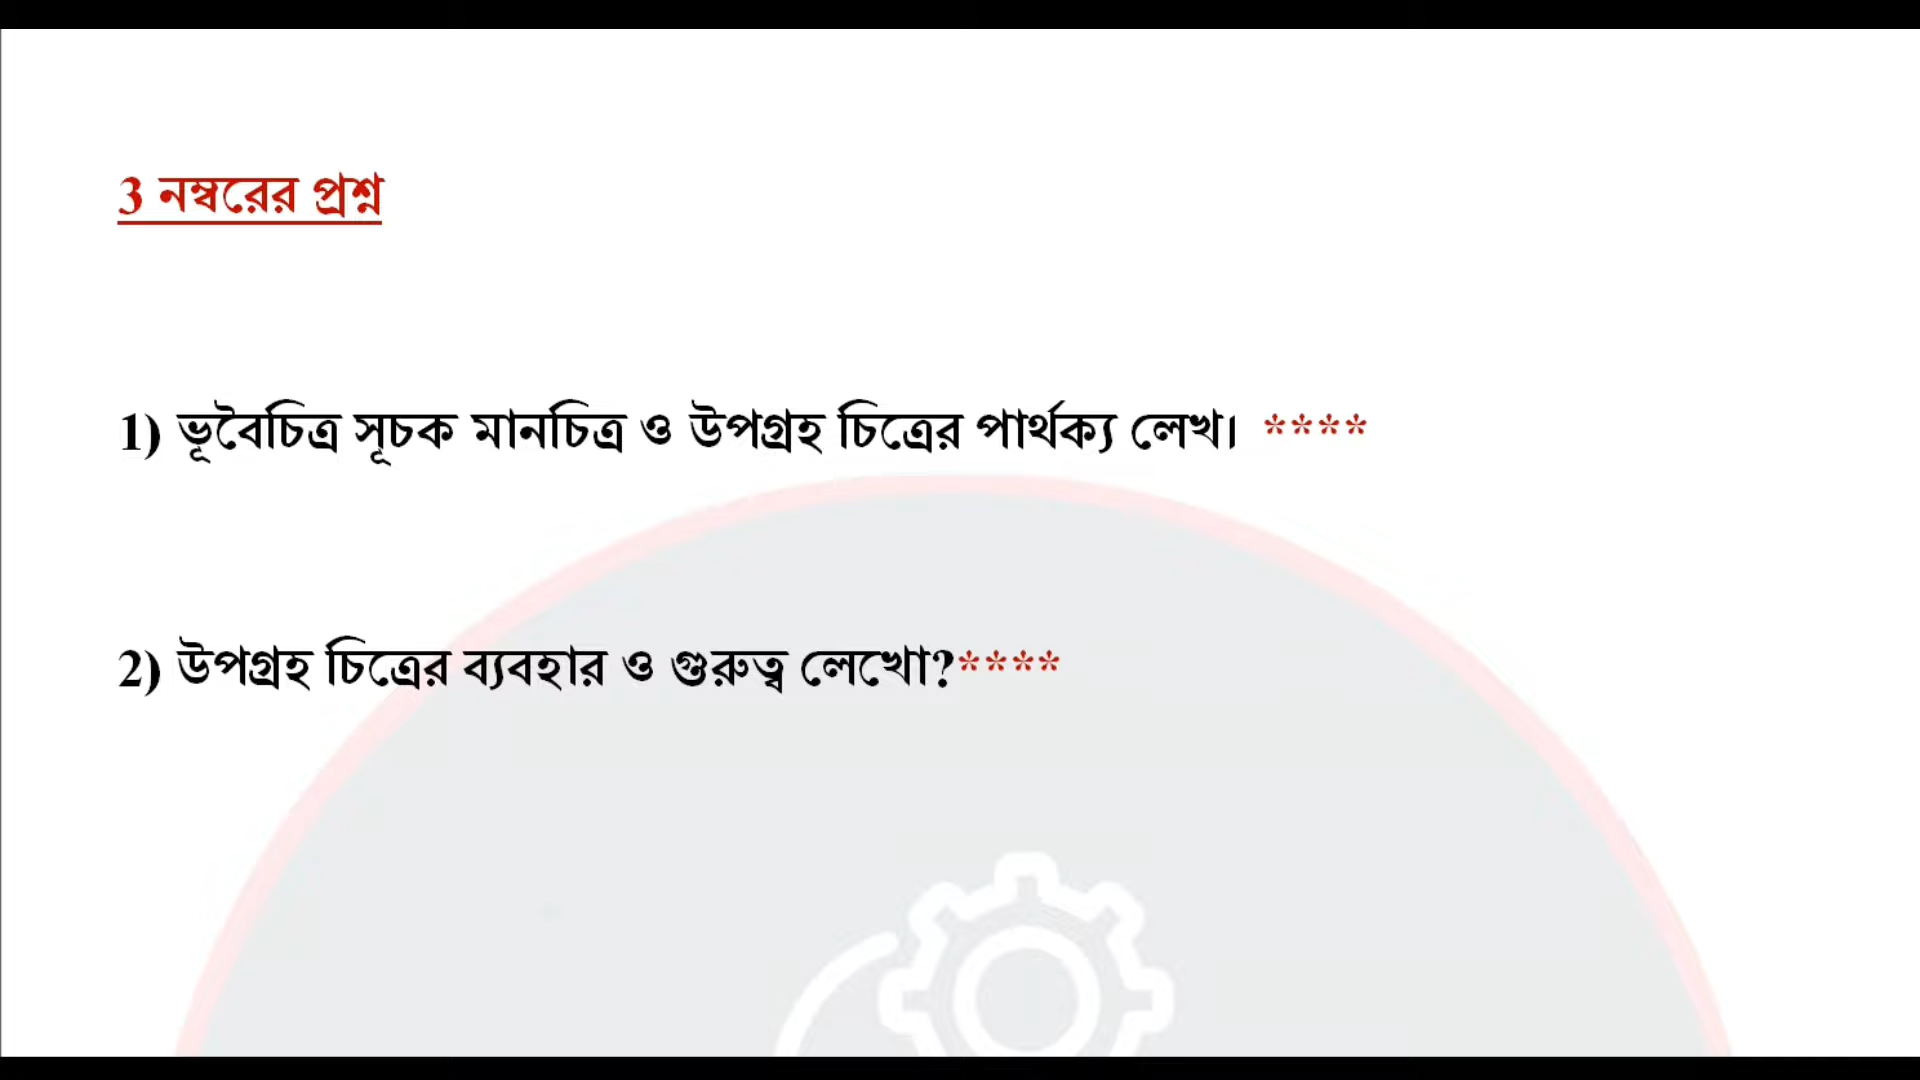 3 নম্বরের প্রশ্ন
1) ভূবৈচিত্র সূচক মানচিত্র ও উপগ্রহ চিত্রের পার্থক্য লেখ। ****
2) উপগ্রহ চিত্রের ব্যবহার ও গুরুত্ব লেখো?****